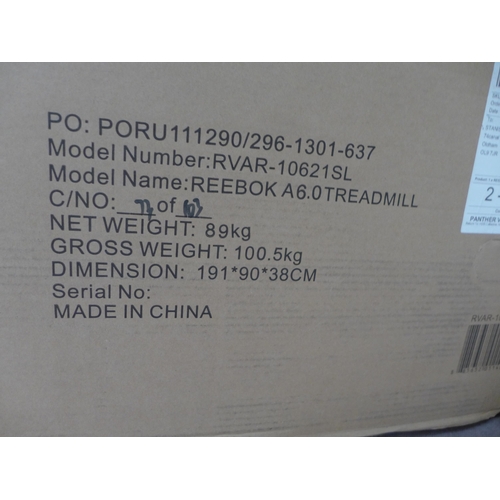 PO: PORU111290/296-1301-637
Model Number:RVAR-10621SL
Model Name:REEBOK A6.0TREADMILL
C/NO: of
NET WEIGHT: 89kg
GROSS WEIGHT: 100.5kg
DIMENSION: 191*90*38CM
Serial No:
MADE IN CHINA
PANTHER